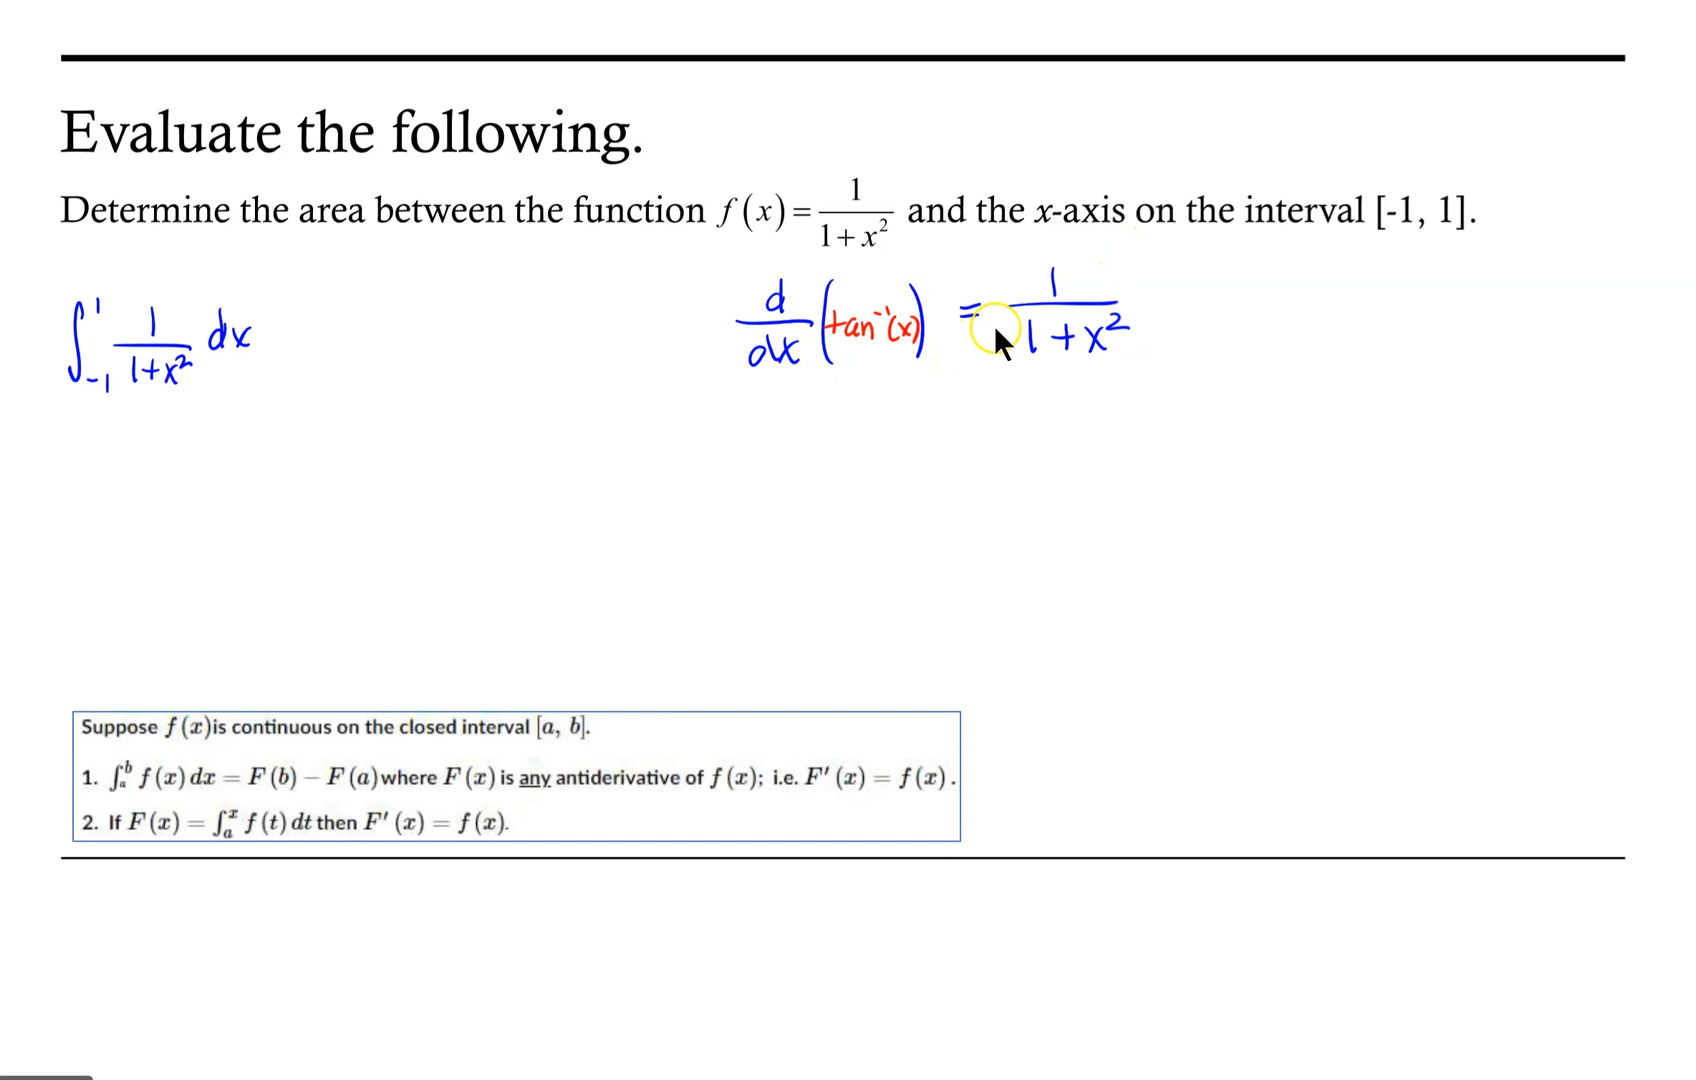 Evaluate the following.
Determine the area between the function f(x) = 1/(1+x²) and the x-axis on the interval [-1, 1].
∫₋₁¹ 1/(1+x²) dx
d/dx (tan⁻¹(x)) = 1/(1+x²)
Suppose f(x)is continuous on the closed interval [a, b].
1. ∫ₐᵇ f(x) dx = F(b) − F(a)where F(x) is any antiderivative of f(x); i.e. F′(x) = f(x).
2. If F(x) = ∫ₐˣ f(t) dt then F′(x) = f(x).